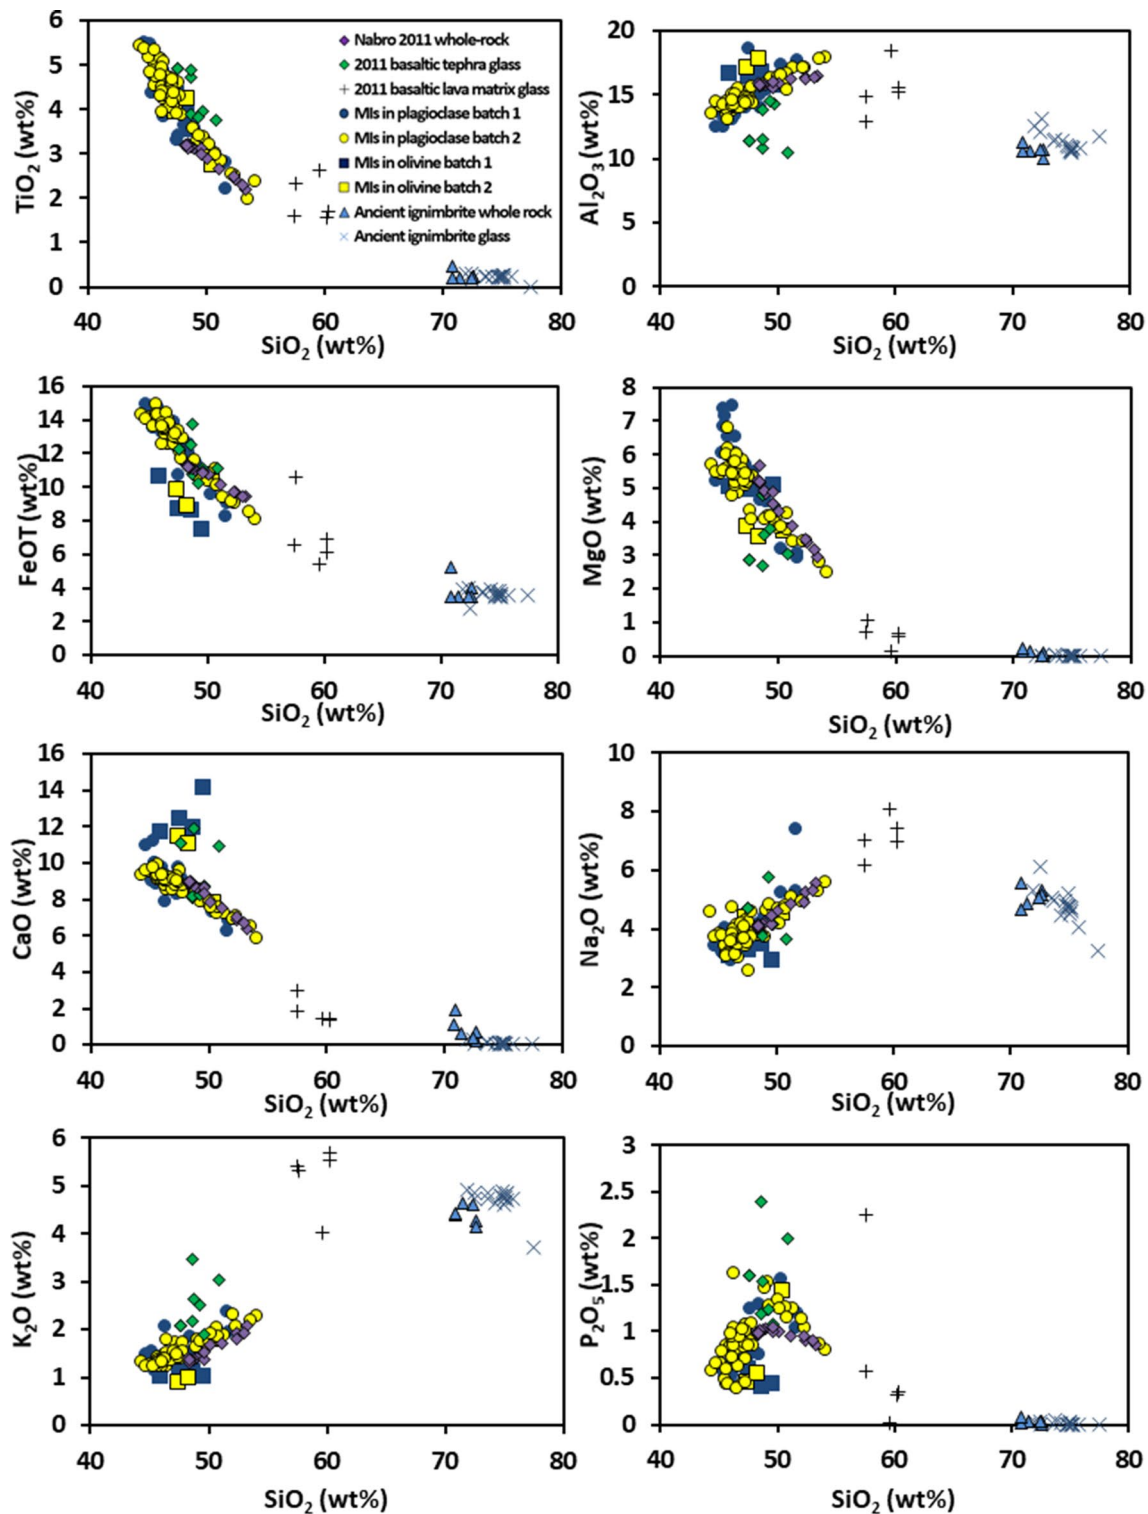 6
5
4
3
2
1
0
TiO2 (wt%)
Nabro 2011 whole-rock
2011 basaltic tephra glass
2011 basaltic lava matrix glass
MIs in plagioclase batch 1
MIs in plagioclase batch 2
MIs in olivine batch 1
MIs in olivine batch 2
Ancient ignimbrite whole rock
Ancient ignimbrite glass
40 50 60 70 80
SiO2 (wt%)
20
15
10
5
0
Al2O3 (wt%)
40 50 60 70 80
SiO2 (wt%)
16
14
12
10
8
6
4
2
0
FeOT (wt%)
40 50 60 70 80
SiO2 (wt%)
8
7
6
5
4
3
2
1
0
MgO (wt%)
40 50 60 70 80
SiO2 (wt%)
16
14
12
10
8
6
4
2
0
CaO (wt%)
40 50 60 70 80
SiO2 (wt%)
10
8
6
4
2
0
Na2O (wt%)
40 50 60 70 80
SiO2 (wt%)
6
5
4
3
2
1
0
K2O (wt%)
40 50 60 70 80
SiO2 (wt%)
3
2.5
2
1.5
1
0.5
0
P2O5 (wt%)
40 50 60 70 80
SiO2 (wt%)